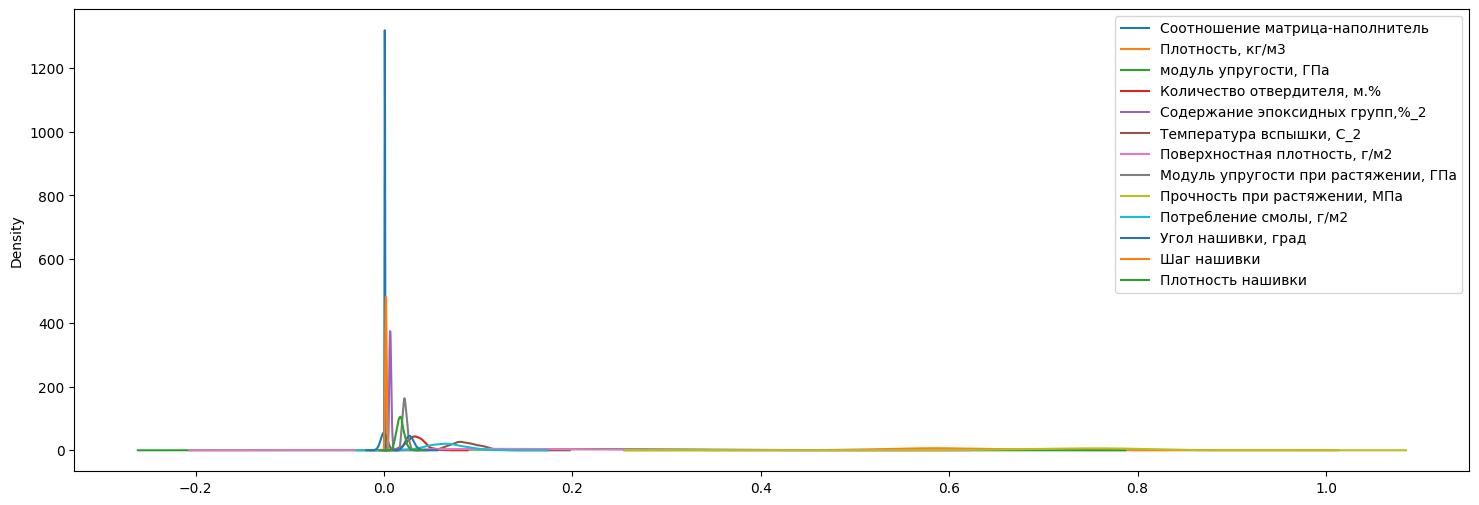 Density
1200
1000
800
600
400
200
0
−0.2
0.0
0.2
0.4
0.6
0.8
1.0
Соотношение матрица-наполнитель
Плотность, кг/м3
модуль упругости, ГПа
Количество отвердителя, м.%
Содержание эпоксидных групп,%_2
Температура вспышки, С_2
Поверхностная плотность, г/м2
Модуль упругости при растяжении, ГПа
Прочность при растяжении, МПа
Потребление смолы, г/м2
Угол нашивки, град
Шаг нашивки
Плотность нашивки